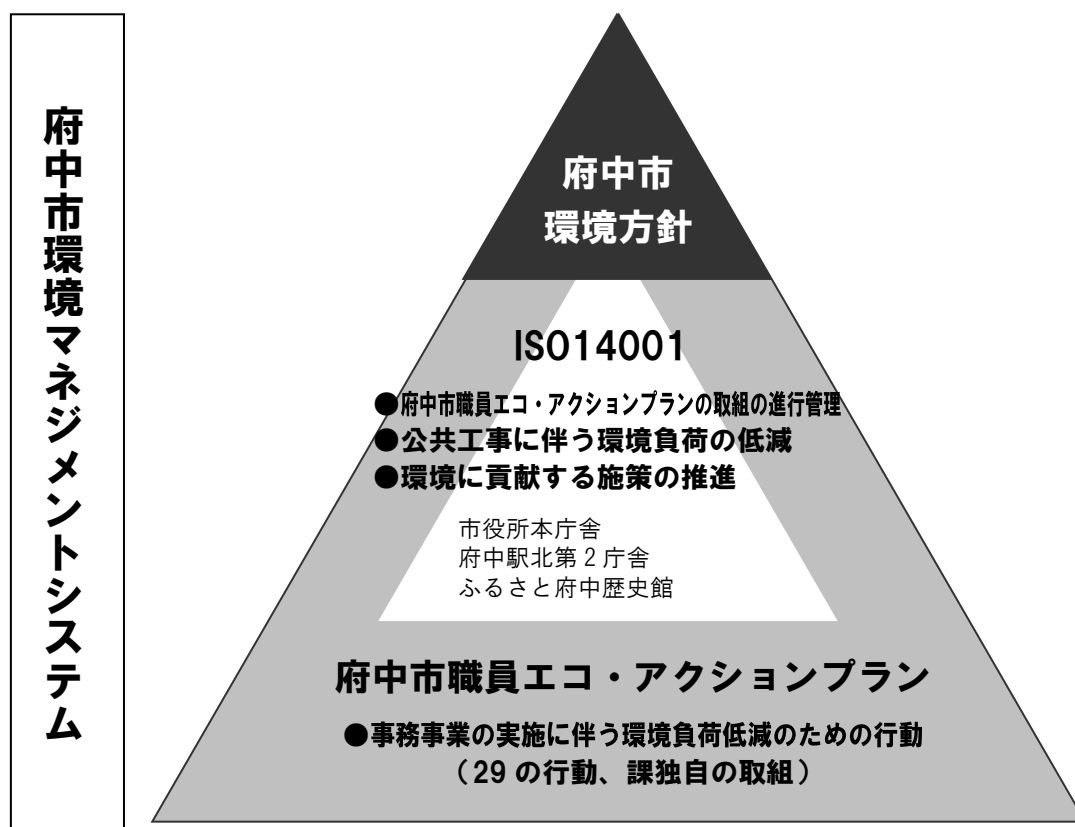 府中市環境マネジメントシステム
府中市
環境方針
ISO14001
●府中市職員エコ・アクションプランの取組の進行管理
●公共工事に伴う環境負荷の低減
●環境に貢献する施策の推進
市役所本庁舎
府中駅北第2庁舎
ふるさと府中歴史館
府中市職員エコ・アクションプラン
●事務事業の実施に伴う環境負荷低減のための行動
（29の行動、課独自の取組）